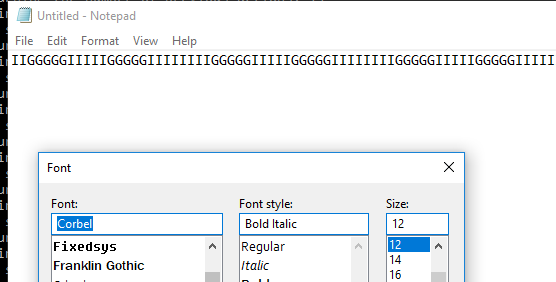 Untitled - Notepad
File Edit Format View Help
IIGGGGGIIIIIGGGGGIIIIIIIIGGGGGIIIIIGGGGGIIIIIIIIGGGGGIIIIIGGGGGIIIII
Font
Font: Font style: Size:
Corbel Bold Italic 12
Fixedsys Regular 12
Franklin Gothic Italic 14
16